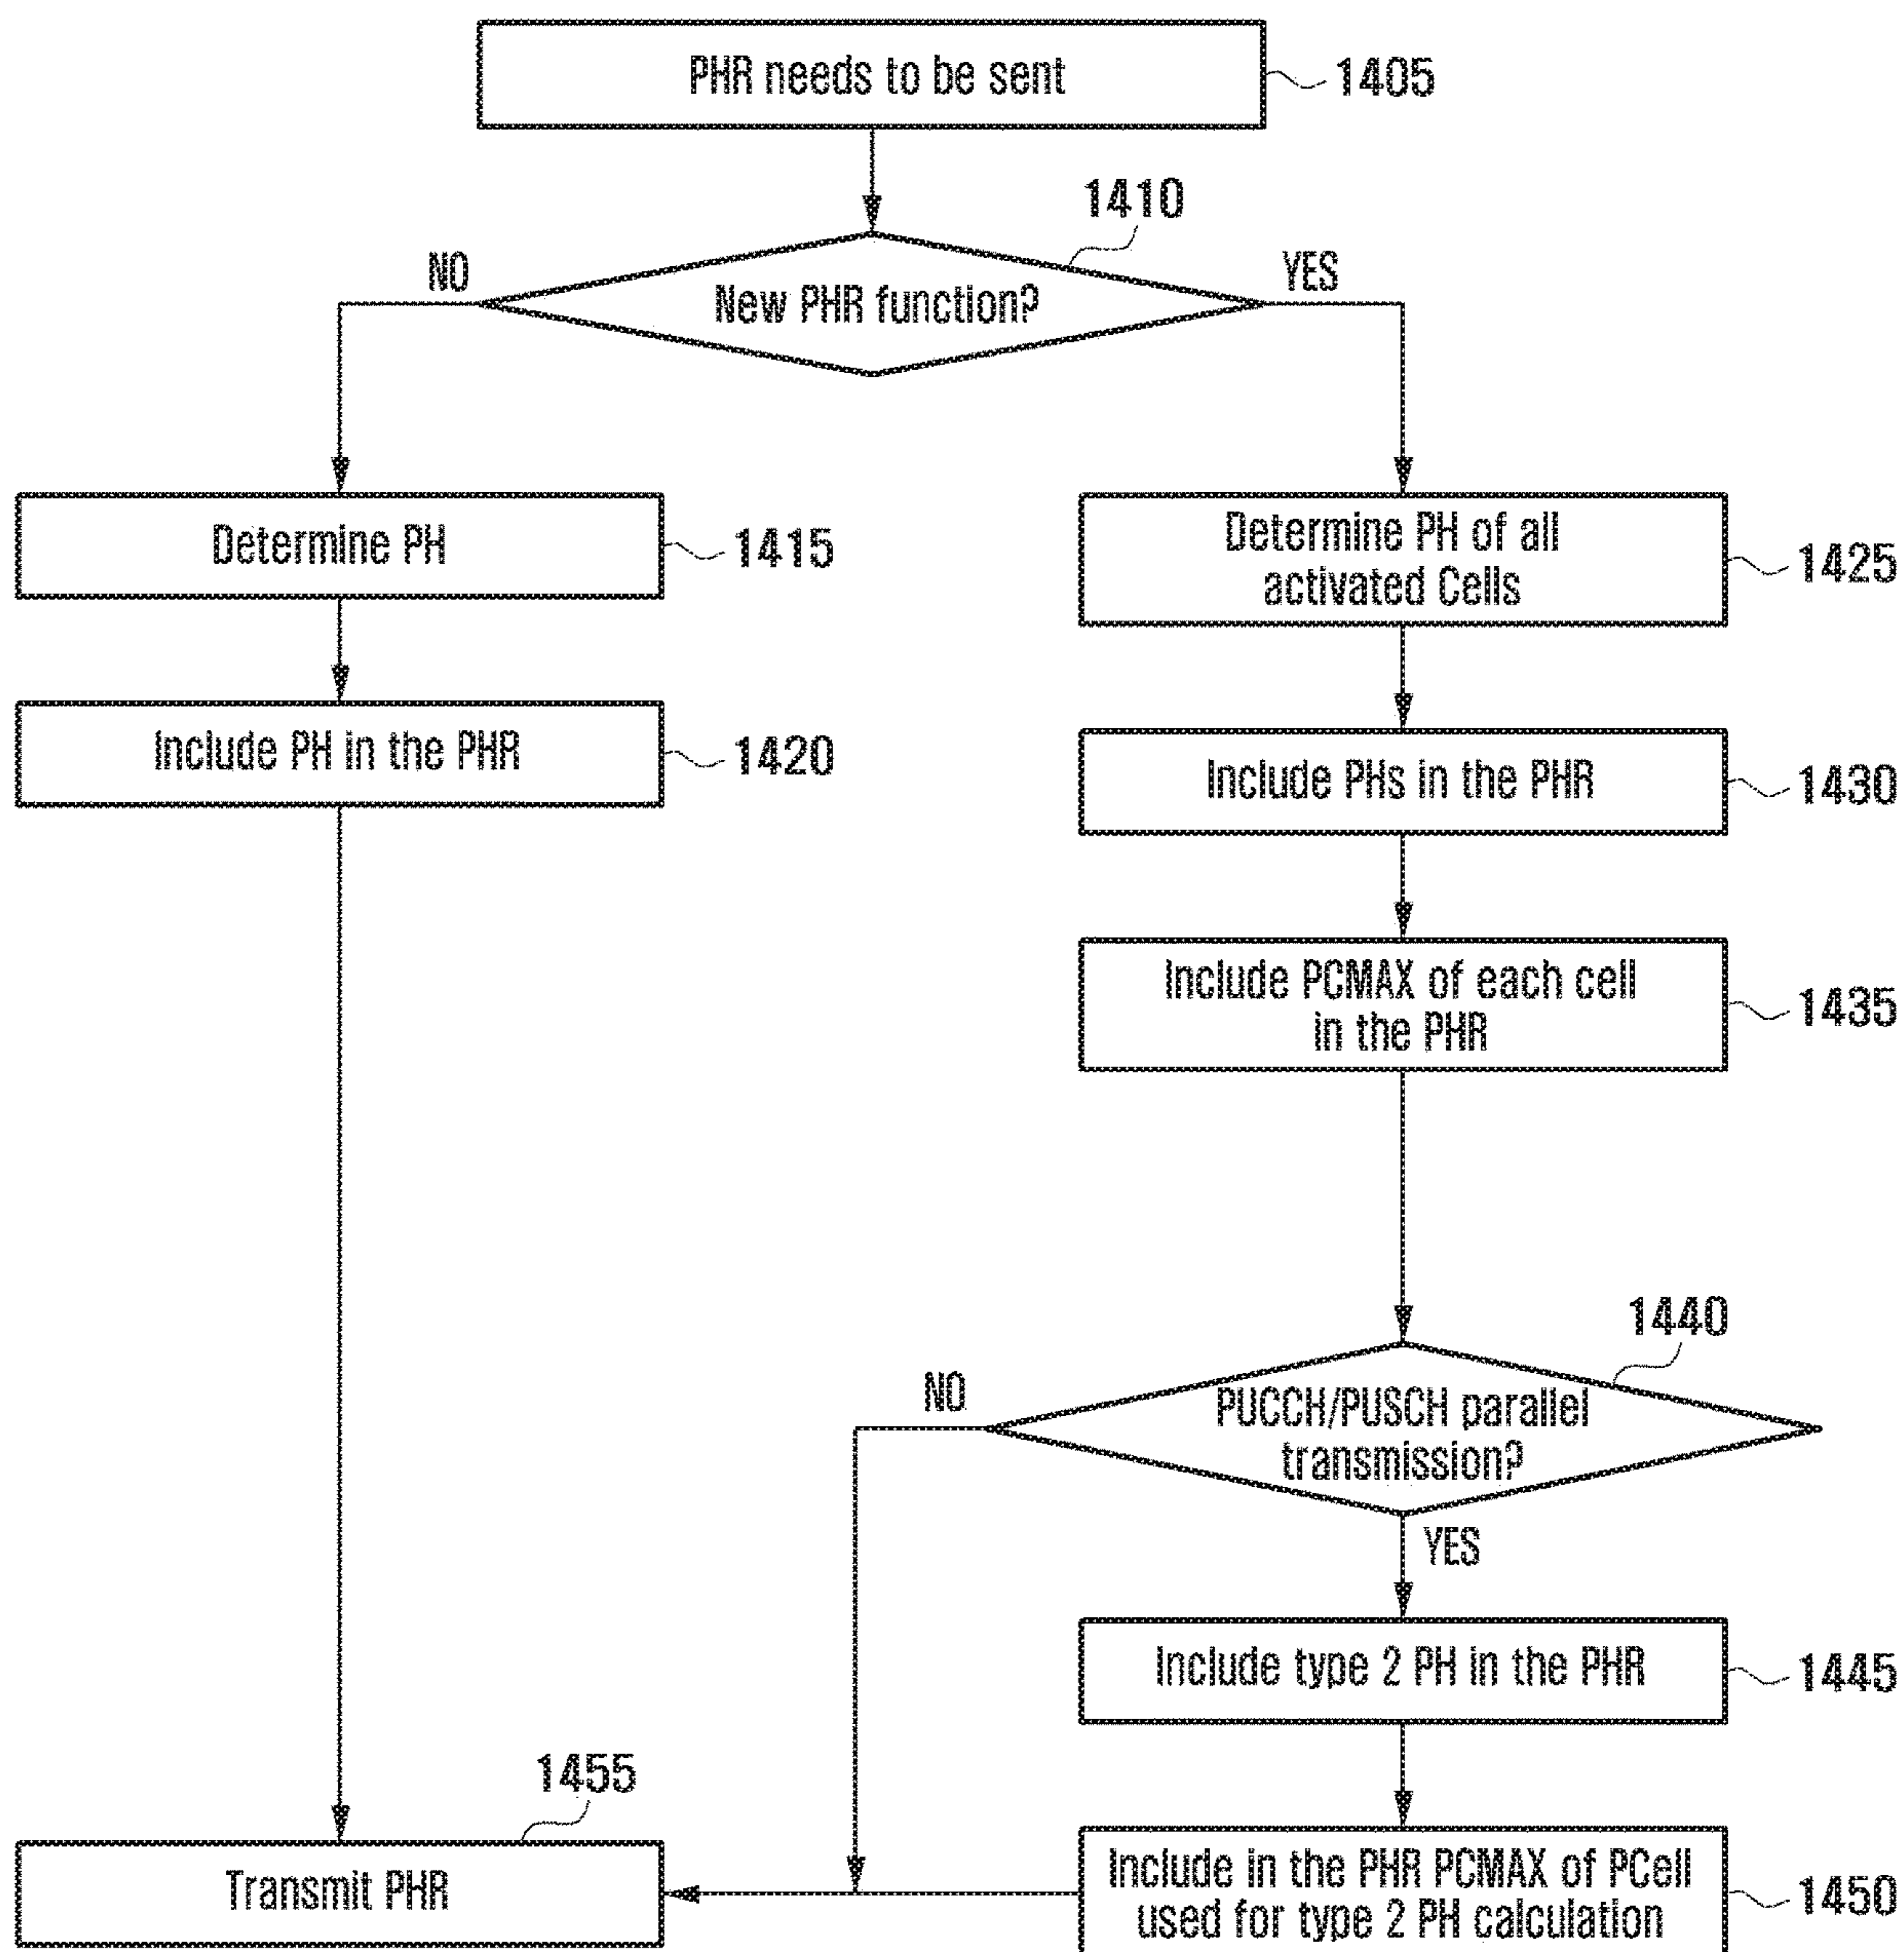 PHR needs to be sent
1405
1410
NO
YES
New PHR function?
Determine PH
1415
Determine PH of all
activated Cells
1425
Include PH in the PHR
1420
Include PHs in the PHR
1430
Include PCMAX of each cell
in the PHR
1435
1440
NO
PUCCH/PUSCH parallel
transmission?
YES
Include type 2 PH in the PHR
1445
1455
Transmit PHR
Include in the PHR PCMAX of PCell
used for type 2 PH calculation
1450